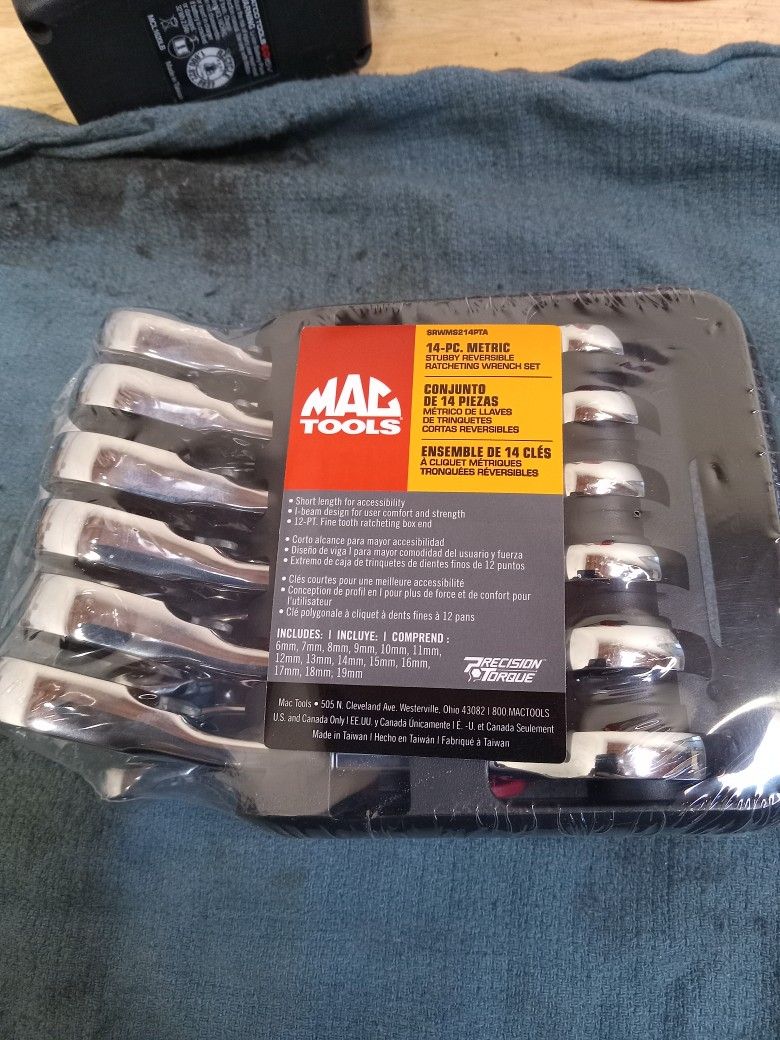 SRWMS214PTA
14-PC. METRIC
STUBBY REVERSIBLE
RATCHETING WRENCH SET
CONJUNTO
DE 14 PIEZAS
MÉTRICO DE LLAVES
DE TRINQUETES
CORTAS REVERSIBLES
ENSEMBLE DE 14 CLÉS
À CLIQUET MÉTRIQUES
TRONQUÉES RÉVERSIBLES
MAC
TOOLS
• Short length for accessibility
• I-beam design for user comfort and strength
• 12-PT. Fine tooth ratcheting box end
• Corto alcance para mayor accesibilidad
• Diseño de viga I para mayor comodidad del usuario y fuerza
• Extremo de caja de trinquetes de dientes finos de 12 puntos
• Clés courtes pour une meilleure accessibilité
• Conception de profil en I pour plus de force et de confort pour
l'utilisateur
• Clé polygonale à cliquet à dents fines à 12 pans
INCLUDES: I INCLUYE: I COMPREND :
6mm, 7mm, 8mm, 9mm, 10mm, 11mm,
12mm, 13mm, 14mm, 15mm, 16mm,
17mm, 18mm, 19mm
PRECISION
TORQUE
Mac Tools • 505 N. Cleveland Ave. Westerville, Ohio 43082 I 800 MACTOOLS
U.S. and Canada Only I EE.UU. y Canadá Únicamente I É. -U. et Canada Seulement
Made in Taiwan I Hecho en Taiwán I Fabriqué à Taiwan